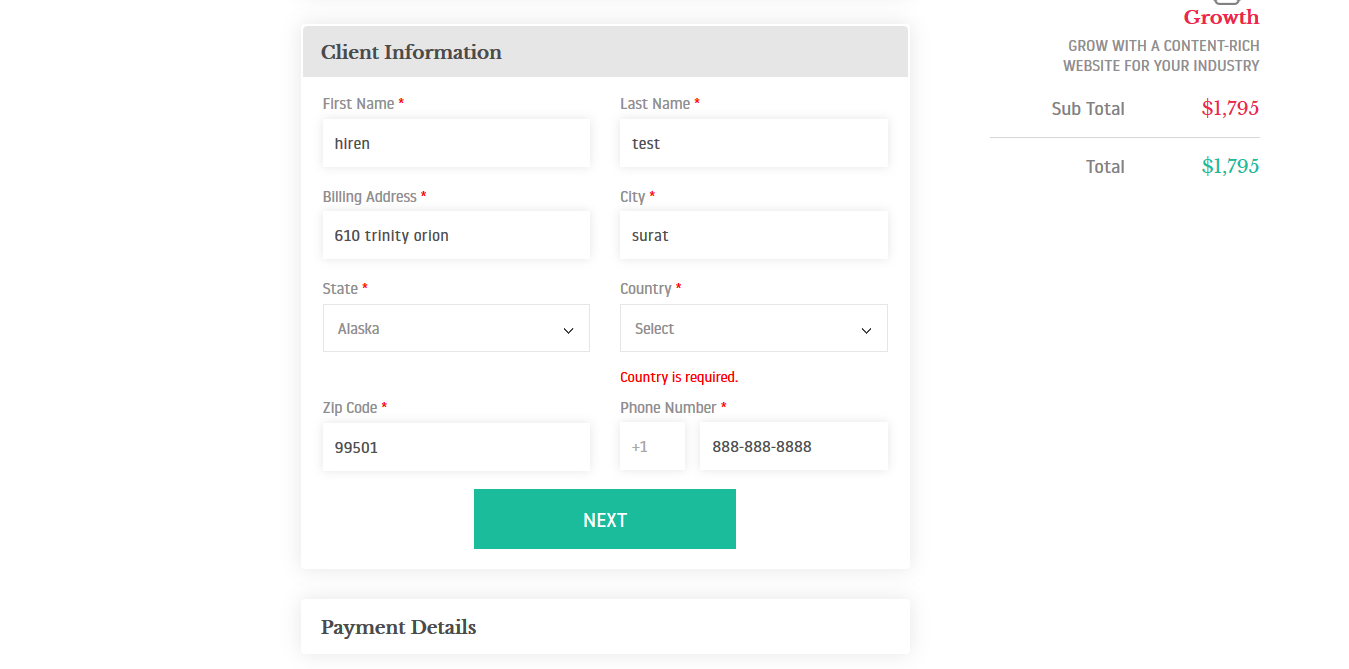 Client Information
First Name *
Last Name *
hiren
test
Billing Address *
City *
610 trinity orion
surat
State *
Country *
Alaska
Select
Country is required.
Zip Code *
Phone Number *
99501
+1
888-888-8888
NEXT
Payment Details
Growth
GROW WITH A CONTENT-RICH
WEBSITE FOR YOUR INDUSTRY
Sub Total $1,795
Total $1,795